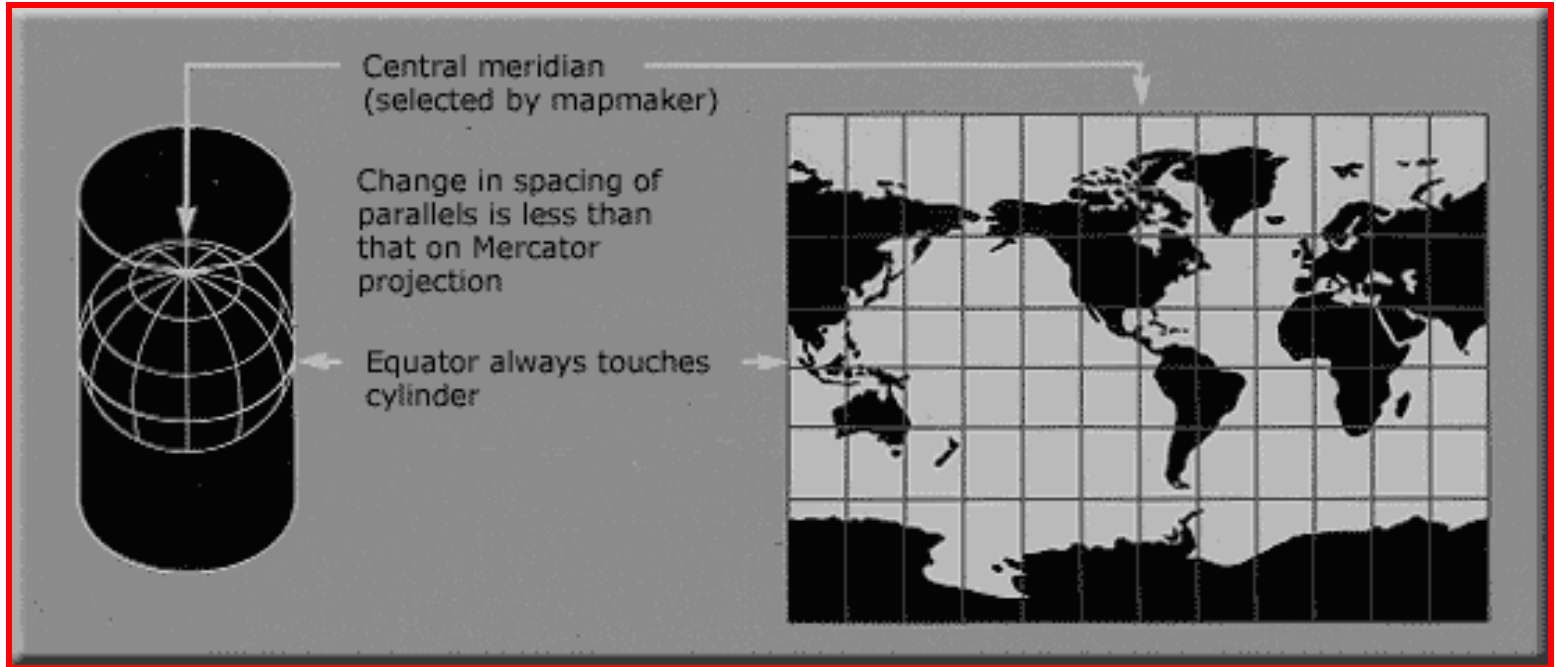 Central meridian
(selected by mapmaker)
Change in spacing of
parallels is less than
that on Mercator
projection
Equator always touches
cylinder